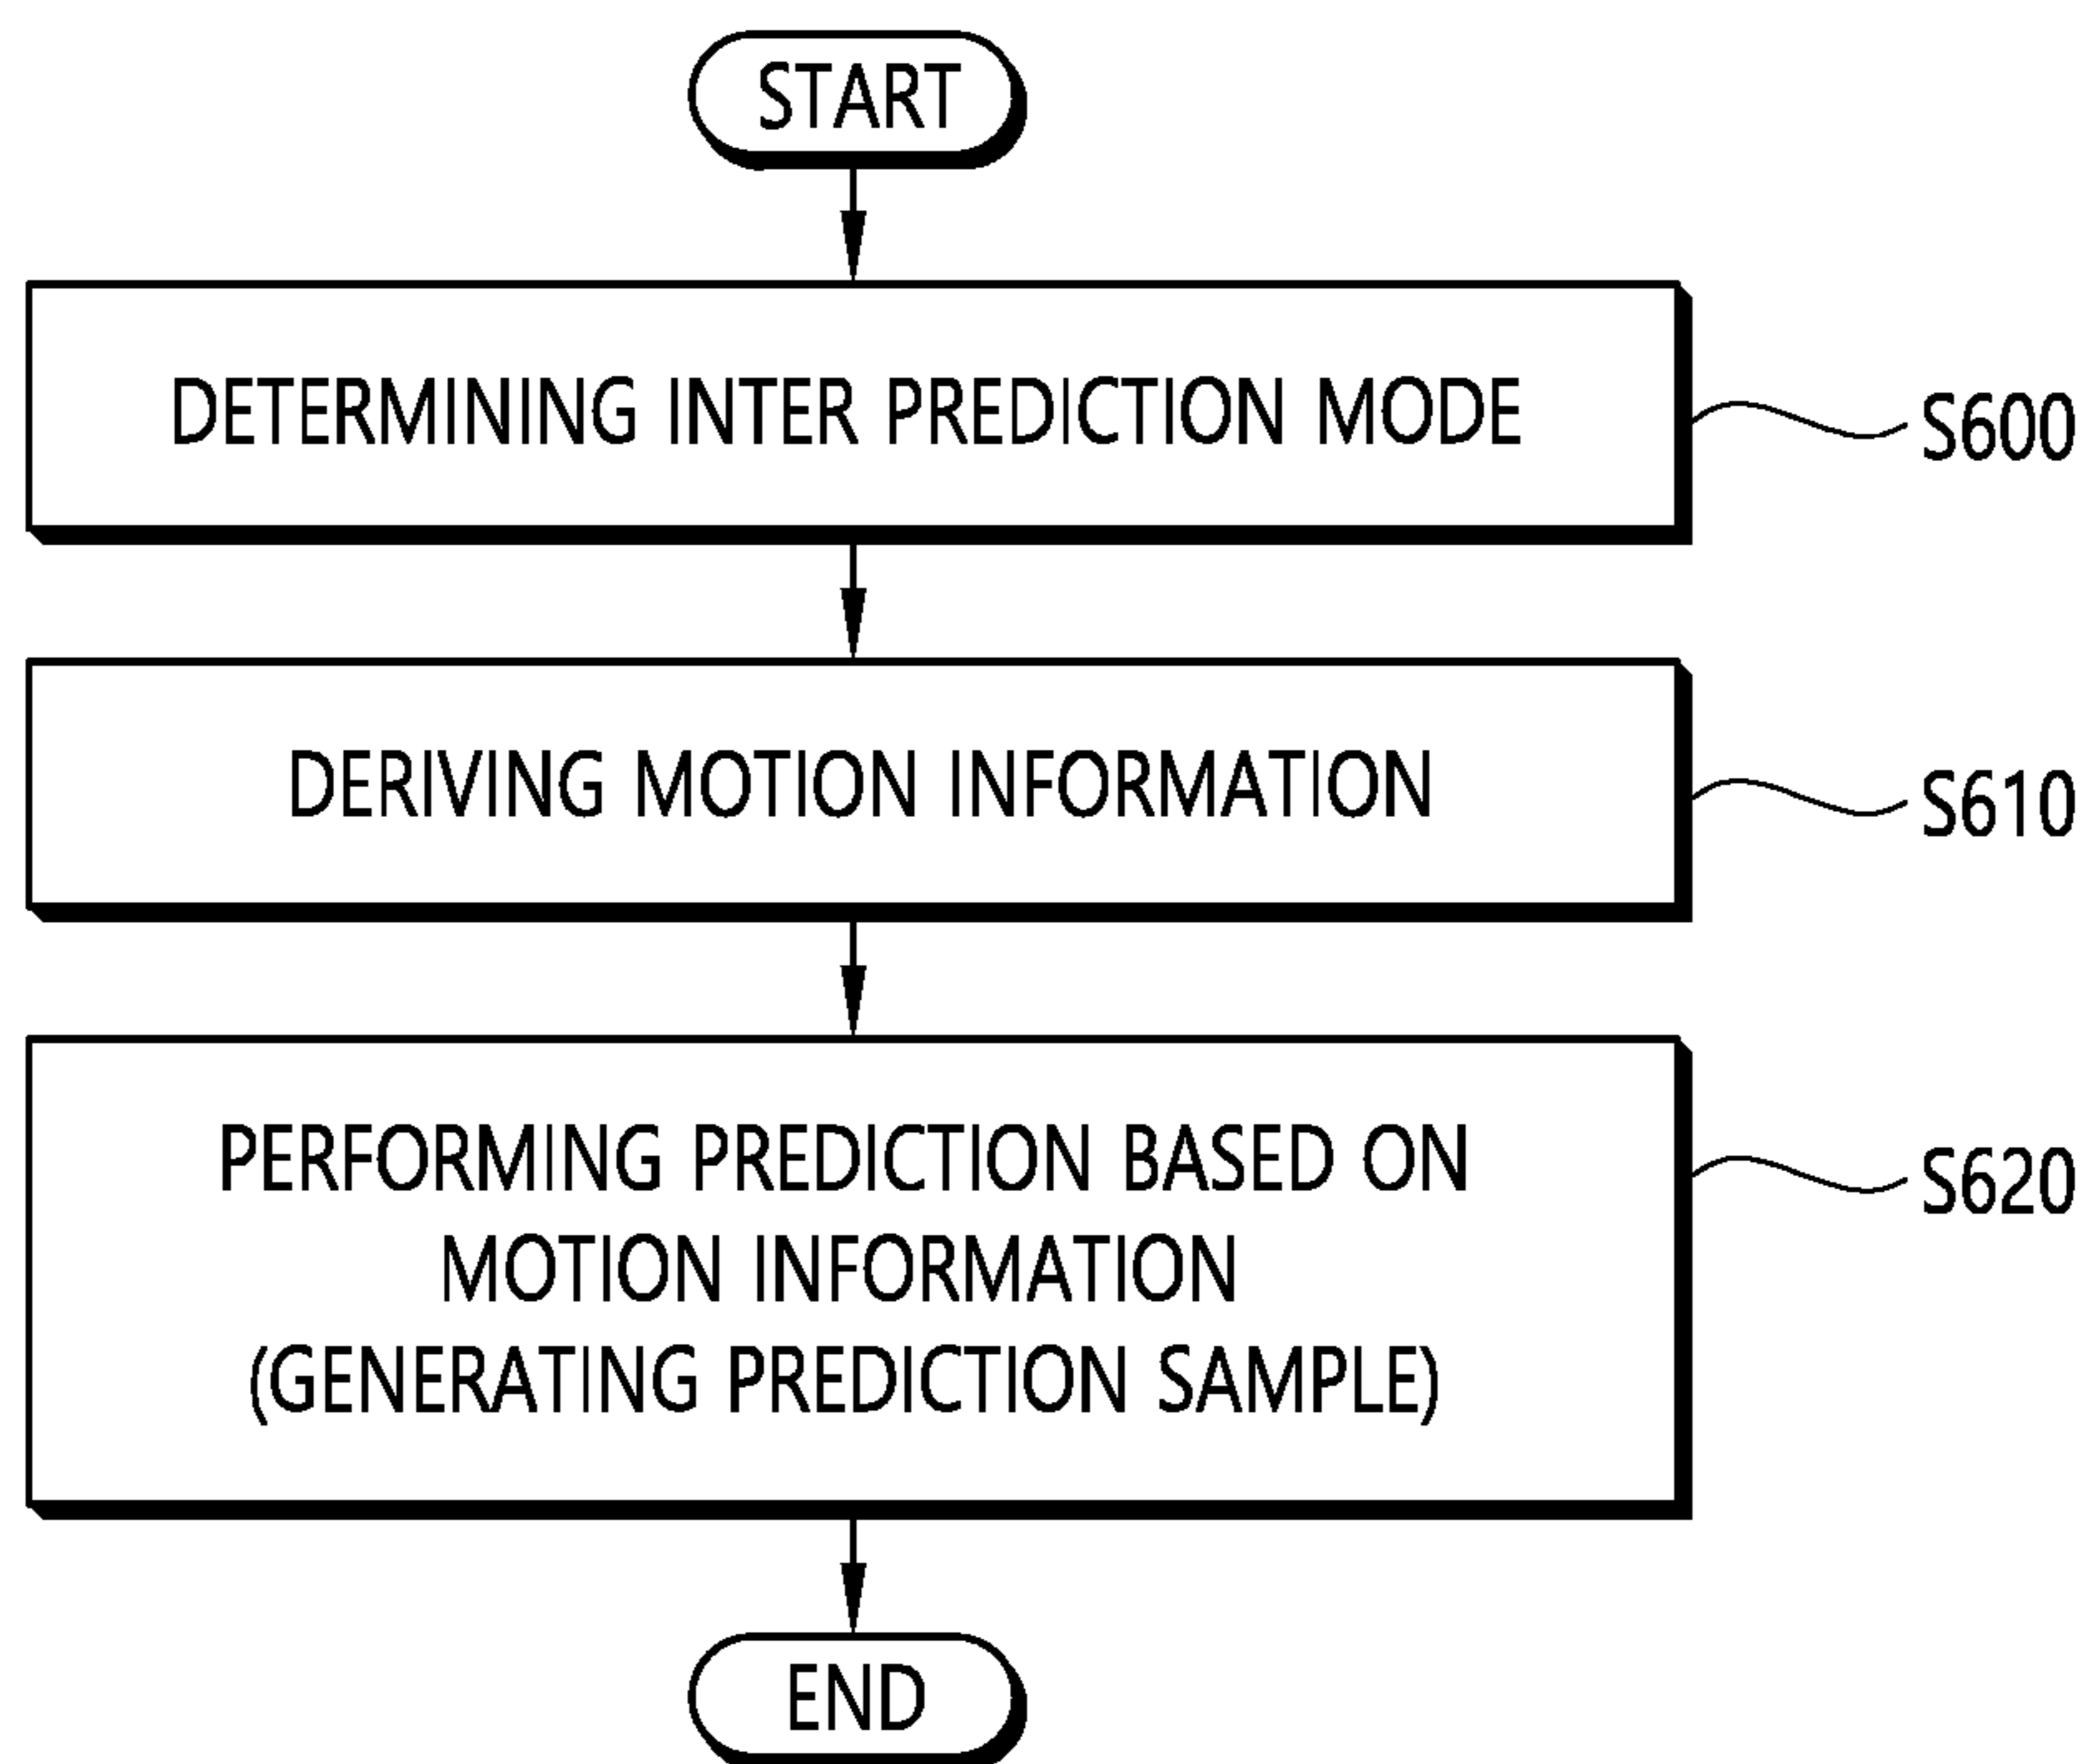 START
DETERMINING INTER PREDICTION MODE
S600
DERIVING MOTION INFORMATION
S610
PERFORMING PREDICTION BASED ON
MOTION INFORMATION
(GENERATING PREDICTION SAMPLE)
S620
END